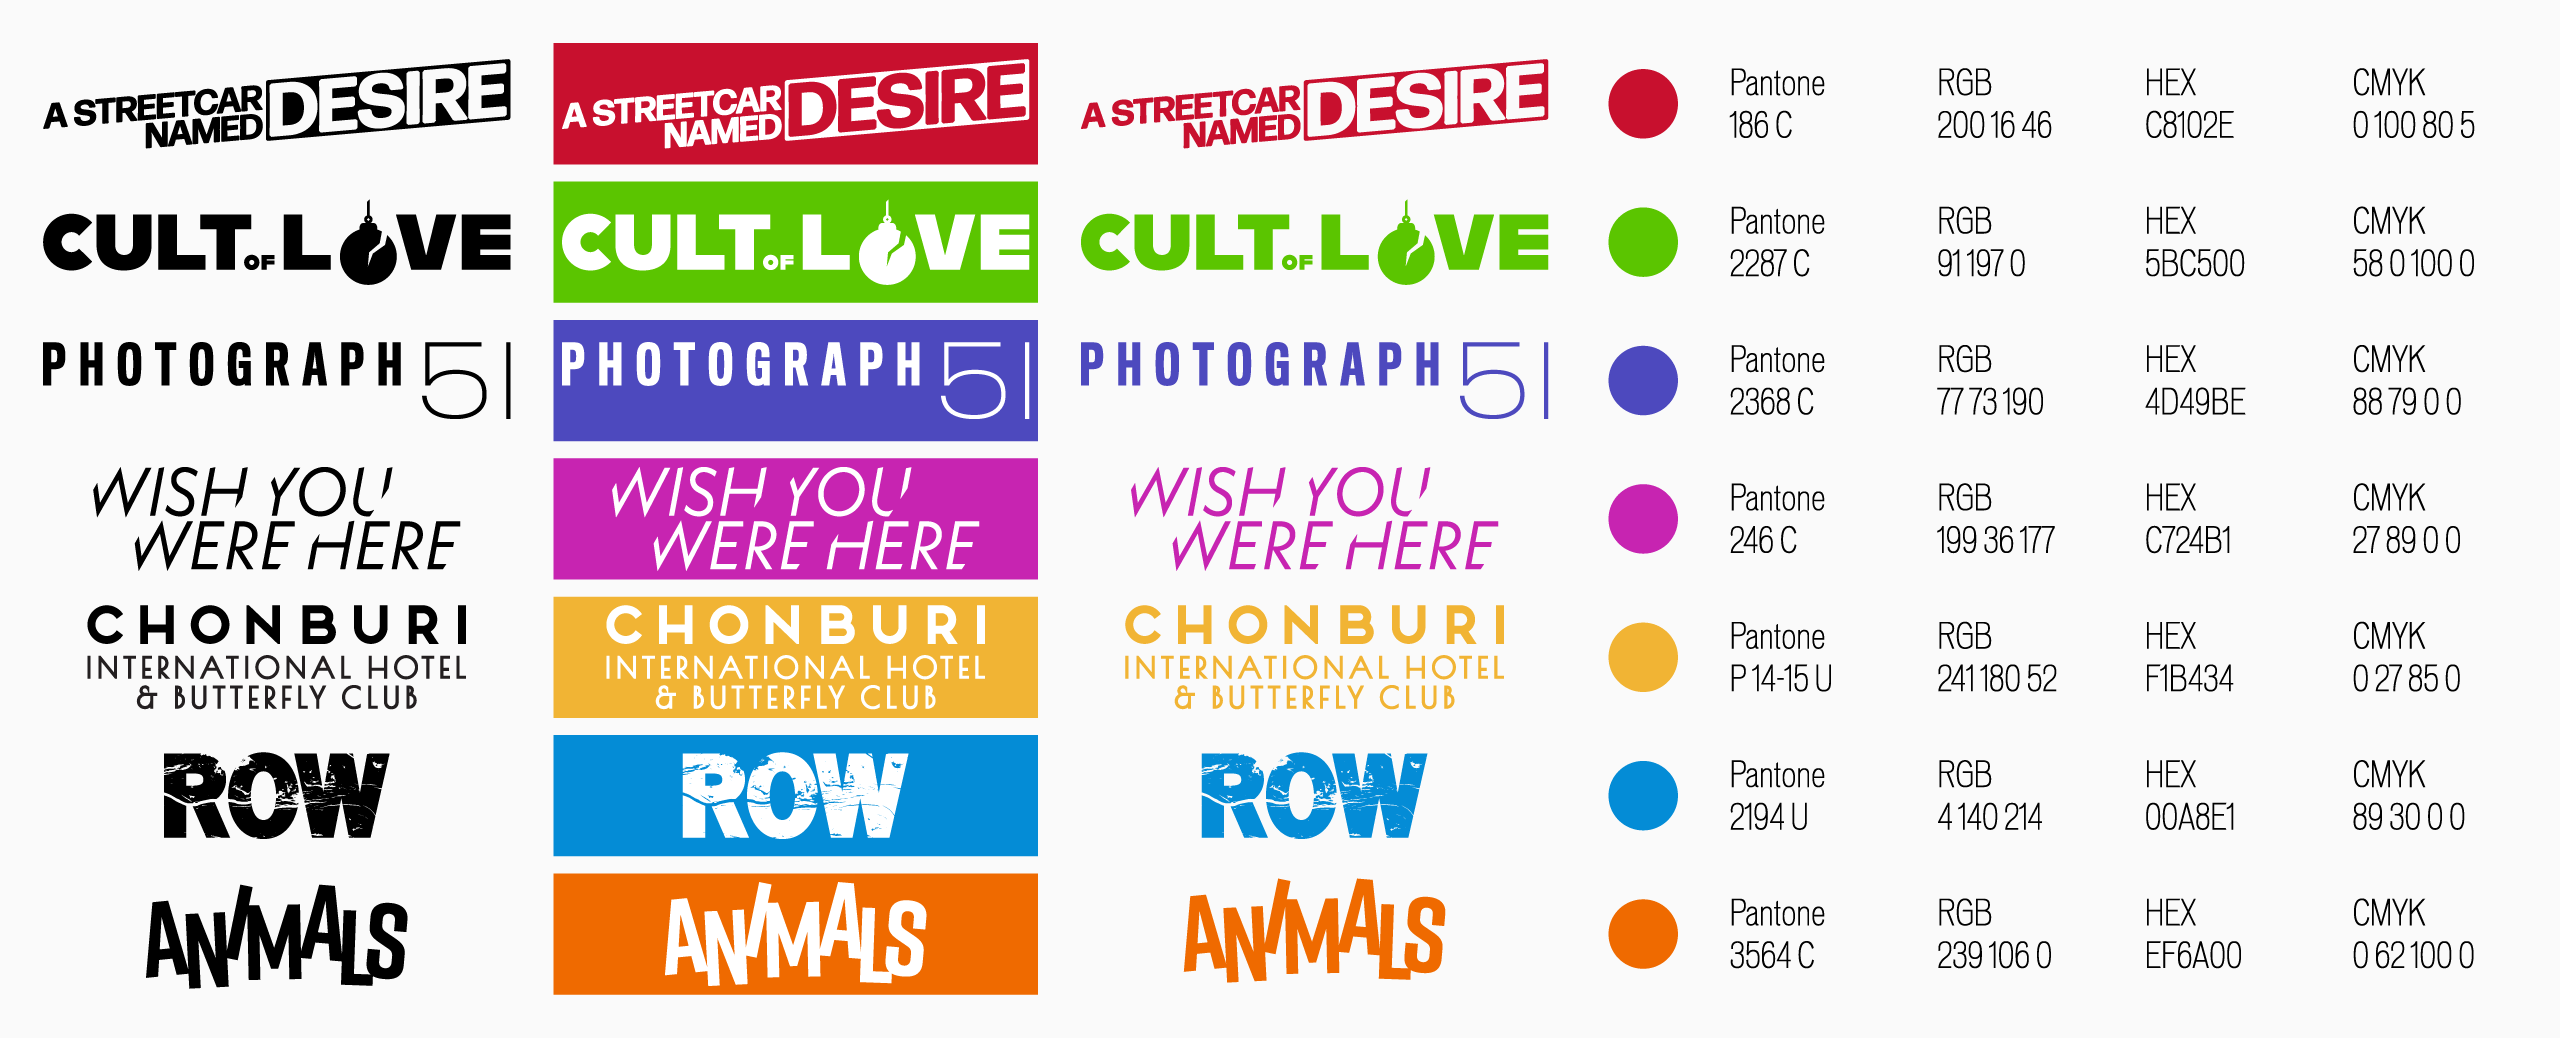 A STREETCAR NAMED DESIRE
A STREETCAR NAMED DESIRE
A STREETCAR NAMED DESIRE
Pantone RGB HEX CMYK
186 C 200 16 46 C8102E 0 100 80 5
CULT OF LOVE
CULT OF LOVE
CULT OF LOVE
Pantone RGB HEX CMYK
2287 C 91 197 0 5BC500 58 0 100 0
PHOTOGRAPH 51
PHOTOGRAPH 51
PHOTOGRAPH 51
Pantone RGB HEX CMYK
2368 C 77 73 190 4D49BE 88 79 0 0
WISH YOU
WERE HERE
WISH YOU
WERE HERE
WISH YOU
WERE HERE
Pantone RGB HEX CMYK
246 C 199 36 177 C724B1 27 89 0 0
CHONBURI
INTERNATIONAL HOTEL
& BUTTERFLY CLUB
CHONBURI
INTERNATIONAL HOTEL
& BUTTERFLY CLUB
CHONBURI
INTERNATIONAL HOTEL
& BUTTERFLY CLUB
Pantone RGB HEX CMYK
P 14-15 U 241 180 52 F1B434 0 27 85 0
ROW
ROW
ROW
Pantone RGB HEX CMYK
2194 U 4 140 214 00A8E1 89 30 0 0
ANIMALS
ANIMALS
ANIMALS
Pantone RGB HEX CMYK
3564 C 239 106 0 EF6A00 0 62 100 0